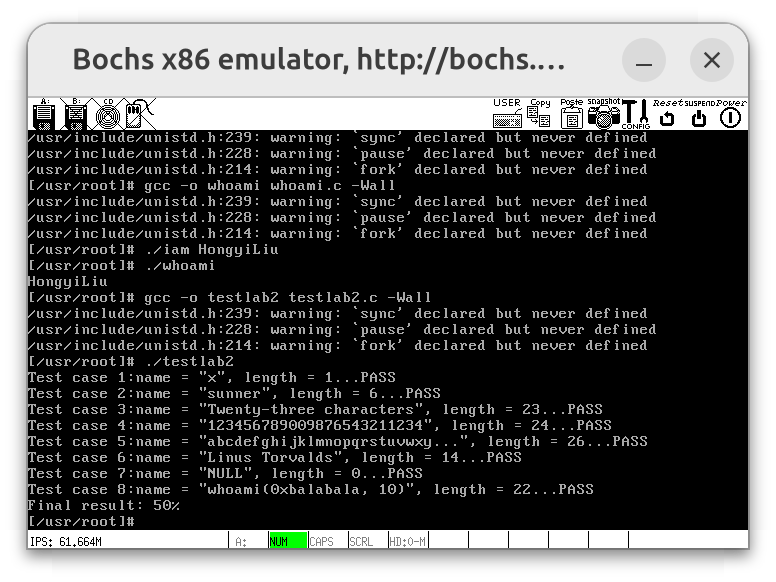 Bochs x86 emulator, http://bochs....
A: B: CD USER Copy Paste snapshot CONFIG Reset SUSPEND Power
/usr/include/unistd.h:239: warning: `sync' declared but never defined
/usr/include/unistd.h:228: warning: `pause' declared but never defined
/usr/include/unistd.h:214: warning: `fork' declared but never defined
[/usr/root]# gcc -o whoami whoami.c -Wall
/usr/include/unistd.h:239: warning: `sync' declared but never defined
/usr/include/unistd.h:228: warning: `pause' declared but never defined
/usr/include/unistd.h:214: warning: `fork' declared but never defined
[/usr/root]# ./iam HongyiLiu
[/usr/root]# ./whoami
HongyiLiu
[/usr/root]# gcc -o testlab2 testlab2.c -Wall
/usr/include/unistd.h:239: warning: `sync' declared but never defined
/usr/include/unistd.h:228: warning: `pause' declared but never defined
/usr/include/unistd.h:214: warning: `fork' declared but never defined
[/usr/root]# ./testlab2
Test case 1:name = "x", length = 1...PASS
Test case 2:name = "sunner", length = 6...PASS
Test case 3:name = "Twenty-three characters", length = 23...PASS
Test case 4:name = "123456789009876543211234", length = 24...PASS
Test case 5:name = "abcdefghijklmnopqrstuvwxy...", length = 26...PASS
Test case 6:name = "Linus Torvalds", length = 14...PASS
Test case 7:name = "NULL", length = 0...PASS
Test case 8:name = "whoami(0xbalabala, 10)", length = 22...PASS
Final result: 50%
[/usr/root]#
IPS: 61.664M A: NUM CAPS SCRL HD:0-M